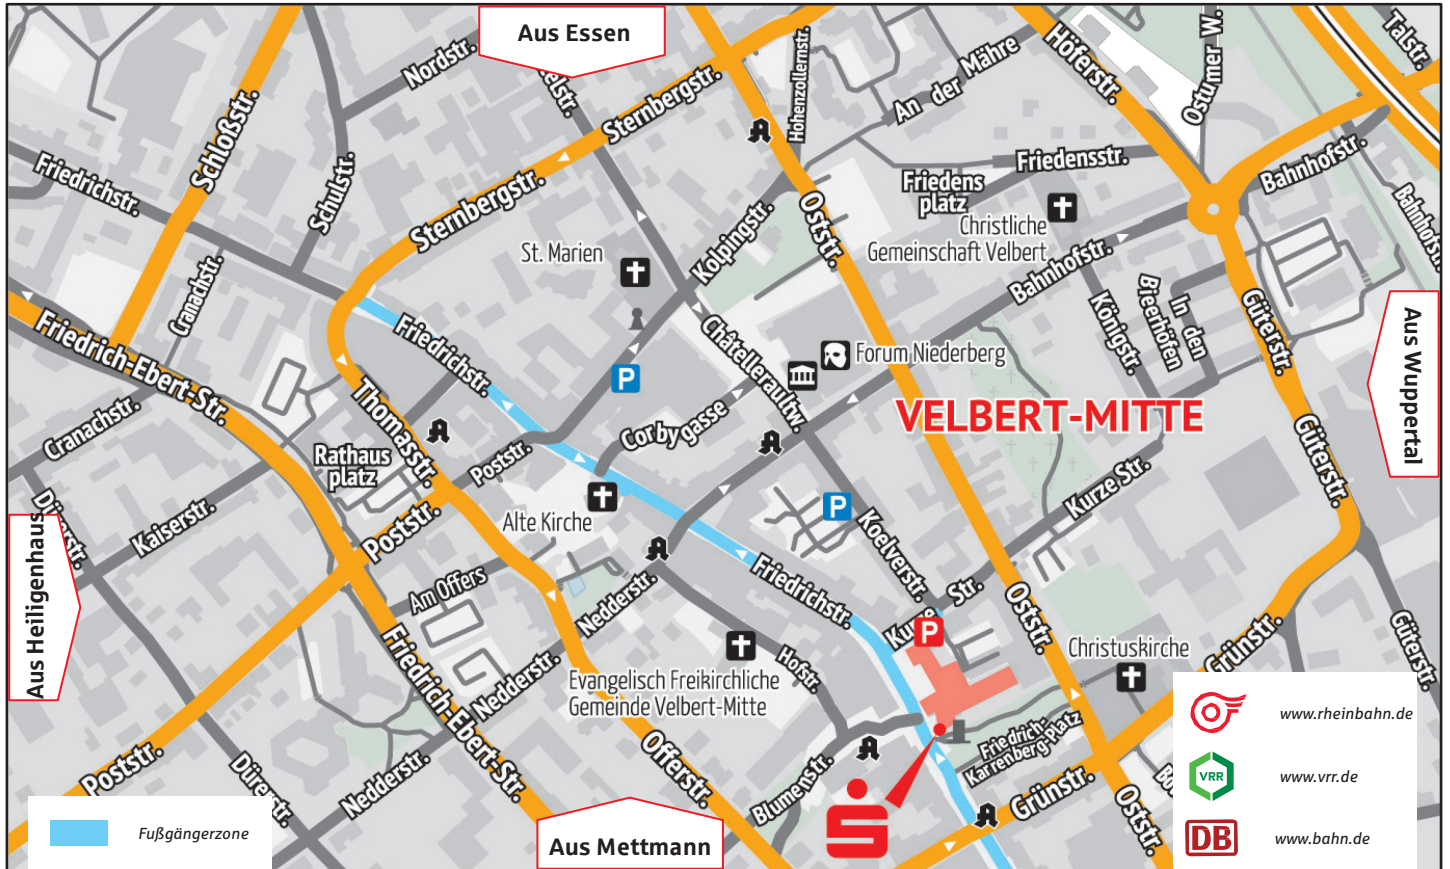 Aus Essen
Nordstr.
Talstr.
Höferstr.
Ostumer W.
Sternbergstr.
Hohenzollernstr.
An der Mähre
Schloßstr.
Friedrichstr.
Schulstr.
Friedensstr.
Bahnhofstr.
Friedens
platz
Bahnhofstr.
Sternbergstr.
Oststr.
Christliche
Gemeinschaft Velbert
St. Marien
Kolpingstr.
Cranachstr.
Bahnhofstr.
In den
Bierhöfen
Königstr.
Güterstr.
Friedrich-Ebert-Str.
Friedrichstr.
Châtelleraultw.
Forum Niederberg
P
Aus Wuppertal
VELBERT-MITTE
Thomasstr.
Cranachstr.
Corbygasse
Rathaus
platz
Poststr.
Güterstr.
Kurze Str.
Dürerstr.
Kaiserstr.
Poststr.
Alte Kirche
P
Koelverstr.
Aus Heiligenhaus
Am Offers
Nedderstr.
Friedrichstr.
Kurze Str.
P
Oststr.
Güterstr.
Grünstr.
Christuskirche
Friedrich-Ebert-Str.
Nedderstr.
Evangelisch Freikirchliche
Gemeinde Velbert-Mitte
Hofstr.
Friedrich-
Karrenberg-Platz
Poststr.
Dürerstr.
Nedderstr.
Offerstr.
Blumenstr.
Grünstr.
Oststr.
Aus Mettmann
Fußgängerzone
www.rheinbahn.de
VRR
www.vrr.de
DB
www.bahn.de